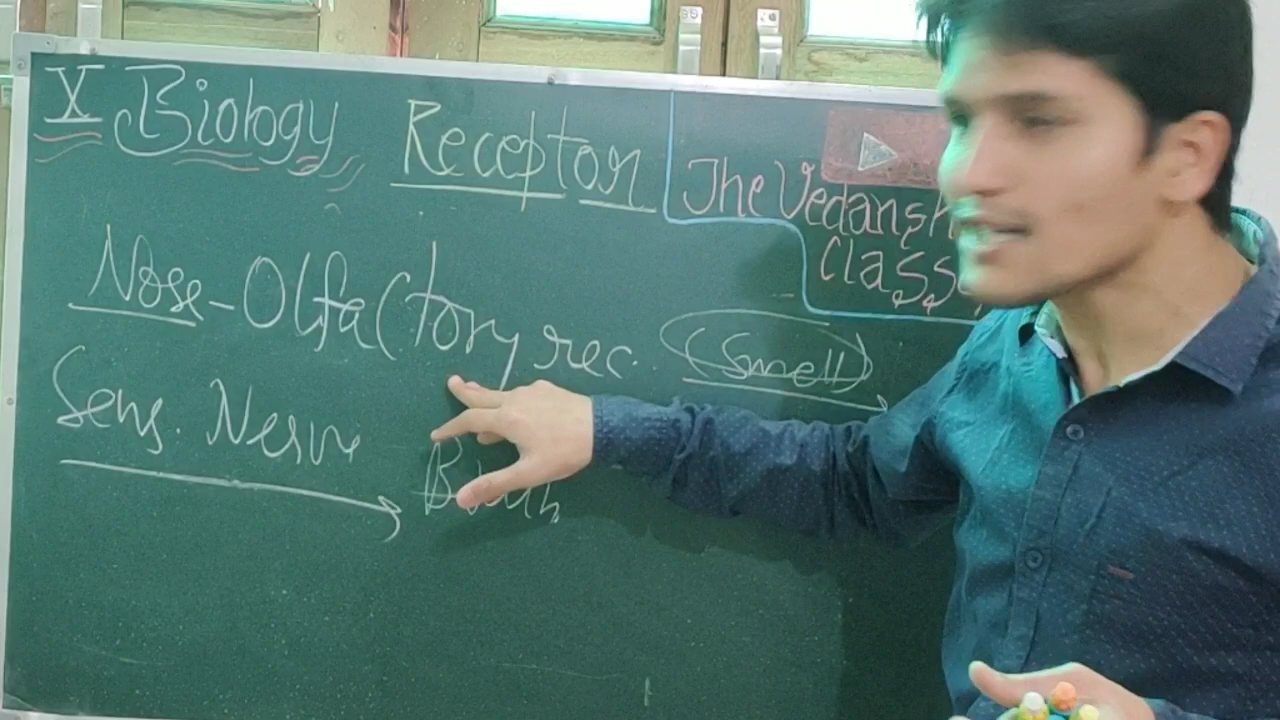 X Biology
Receptor
The Vedansh
Class
Nose-Olfactory rec. (Smell)
Sens. Nerve